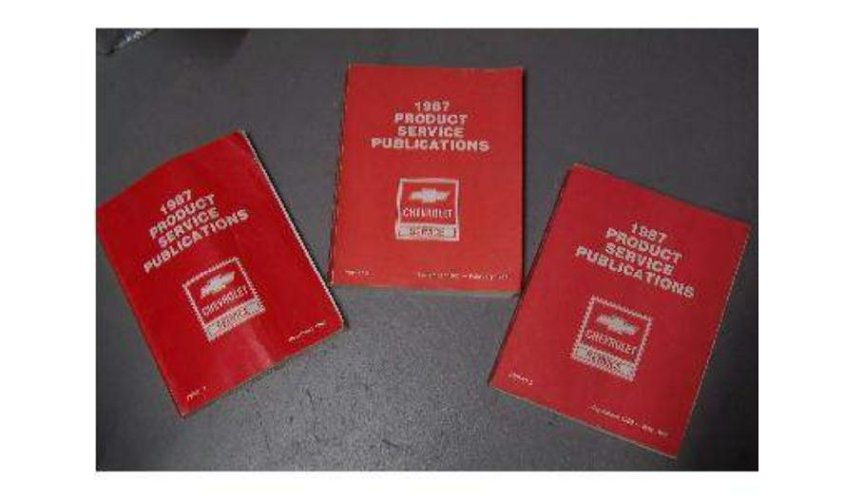 1987
PRODUCT
SERVICE
PUBLICATIONS
CHEVROLET
SERVICE
1987
PRODUCT
SERVICE
PUBLICATIONS
CHEVROLET
SERVICE
1987
PRODUCT
SERVICE
PUBLICATIONS
CHEVROLET
SERVICE